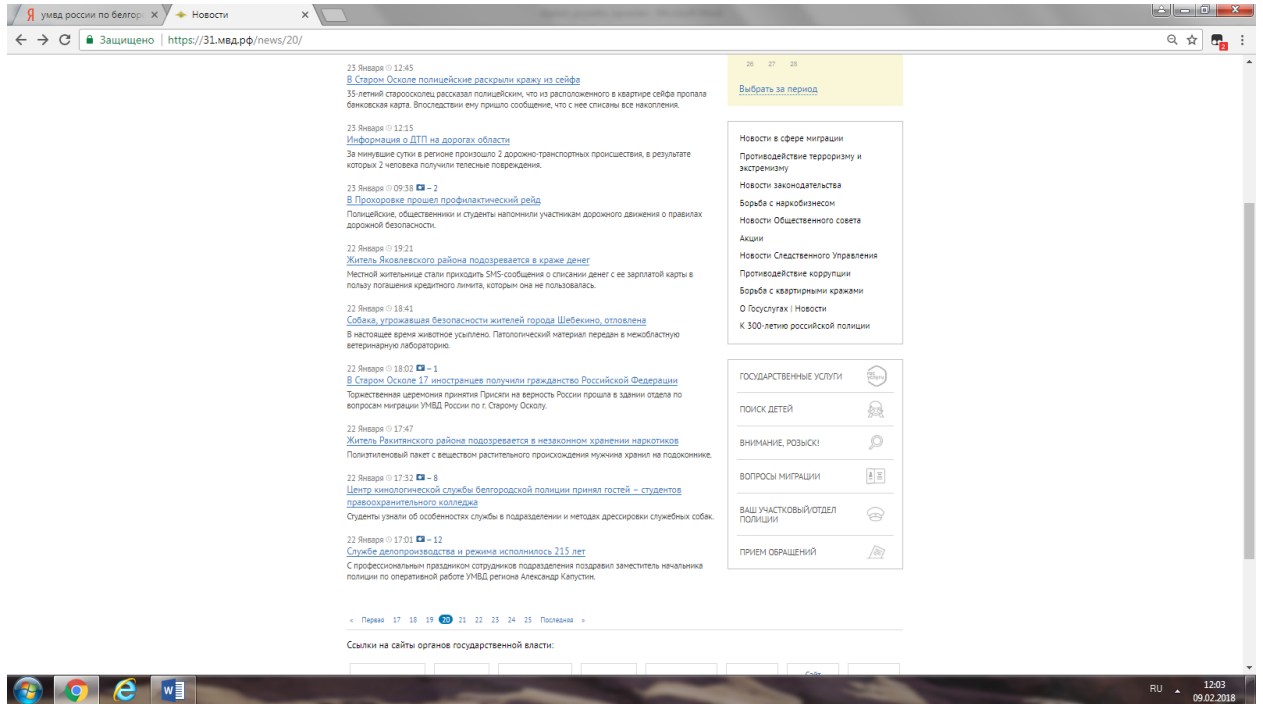 умвд россии по белгор
Новости
Защищено
https://31.мвд.рф/news/20/
2
23 Января 12:45
В Старом Осколе полицейские раскрыли кражу из сейфа
35-летний староосколец рассказал полицейским, что из расположенного в квартире сейфа пропала
банковская карта. Впоследствии ему пришло сообщение, что с нее списаны все накопления.
23 Января 12:15
Информация о ДТП на дорогах области
За минувшие сутки в регионе произошло 2 дорожно-транспортных происшествия, в результате
которых 2 человека получили телесные повреждения.
23 Января 09:38 – 2
В Прохоровке прошел профилактический рейд
Полицейские, общественники и студенты напомнили участникам дорожного движения о правилах
дорожной безопасности.
22 Января 19:21
Житель Яковлевского района подозревается в краже денег
Местной жительнице стали приходить SMS-сообщения о списании денег с ее зарплатой карты в
пользу погашения кредитного лимита, которым она не пользовалась.
22 Января 18:41
Собака, угрожавшая безопасности жителей города Шебекино, отловлена
В настоящее время животное усыплено. Патологический материал передан в межобластную
ветеринарную лабораторию.
22 Января 18:02 – 1
В Старом Осколе 17 иностранцев получили гражданство Российской Федерации
Торжественная церемония принятия Присяги на верность России прошла в здании отдела по
вопросам миграции УМВД России по г. Старому Осколу.
22 Января 17:47
Житель Ракитянского района подозревается в незаконном хранении наркотиков
Полиэтиленовый пакет с веществом растительного происхождения мужчина хранил на подоконнике.
22 Января 17:32 – 8
Центр кинологической службы белгородской полиции принял гостей – студентов
правоохранительного колледжа
Студенты узнали об особенностях службы в подразделении и методах дрессировки служебных собак.
22 Января 17:01 – 12
Службе делопроизводства и режима исполнилось 215 лет
С профессиональным праздником сотрудников подразделения поздравил заместитель начальника
полиции по оперативной работе УМВД региона Александр Капустин.
« Первая 17 18 19 20 21 22 23 24 25 Последняя »
Ссылки на сайты органов государственной власти:
26 27 28
Выбрать за период
Новости в сфере миграции
Противодействие терроризму и
экстремизму
Новости законодательства
Борьба с наркобизнесом
Новости Общественного совета
Акции
Новости Следственного Управления
Противодействие коррупции
Борьба с квартирными кражами
О Госуслугах | Новости
К 300-летию российской полиции
ГОСУДАРСТВЕННЫЕ УСЛУГИ
ПОИСК ДЕТЕЙ
ВНИМАНИЕ, РОЗЫСК!
ВОПРОСЫ МИГРАЦИИ
ВАШ УЧАСТКОВЫЙ/ОТДЕЛ
ПОЛИЦИИ
ПРИЕМ ОБРАЩЕНИЙ
RU
12:03
09.02.2018